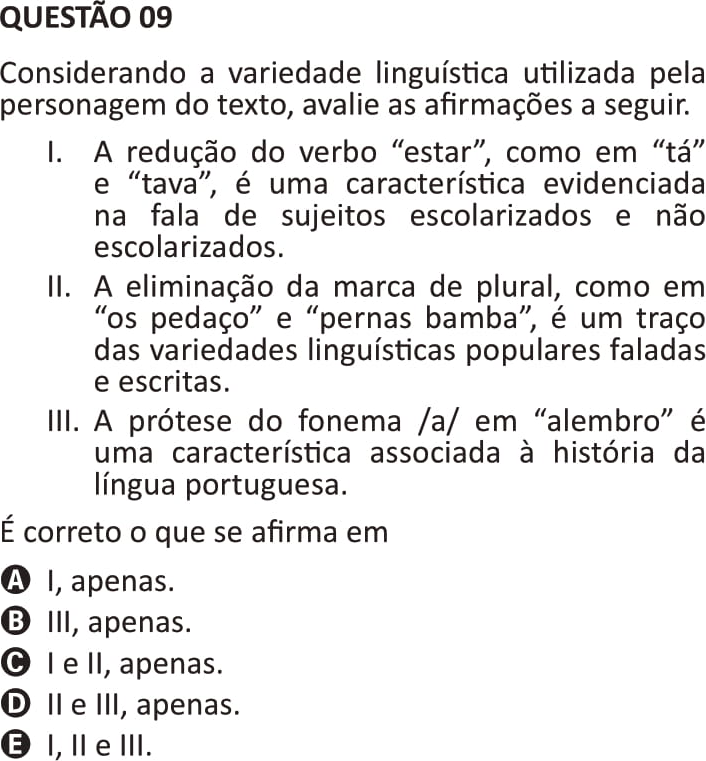 QUESTÃO 09
Considerando a variedade linguística utilizada pela
personagem do texto, avalie as afirmações a seguir.
I. A redução do verbo “estar”, como em “tá”
e “tava”, é uma característica evidenciada
na fala de sujeitos escolarizados e não
escolarizados.
II. A eliminação da marca de plural, como em
“os pedaço” e “pernas bamba”, é um traço
das variedades linguísticas populares faladas
e escritas.
III. A prótese do fonema /a/ em “alembro” é
uma característica associada à história da
língua portuguesa.
É correto o que se afirma em
A I, apenas.
B III, apenas.
C I e II, apenas.
D II e III, apenas.
E I, II e III.